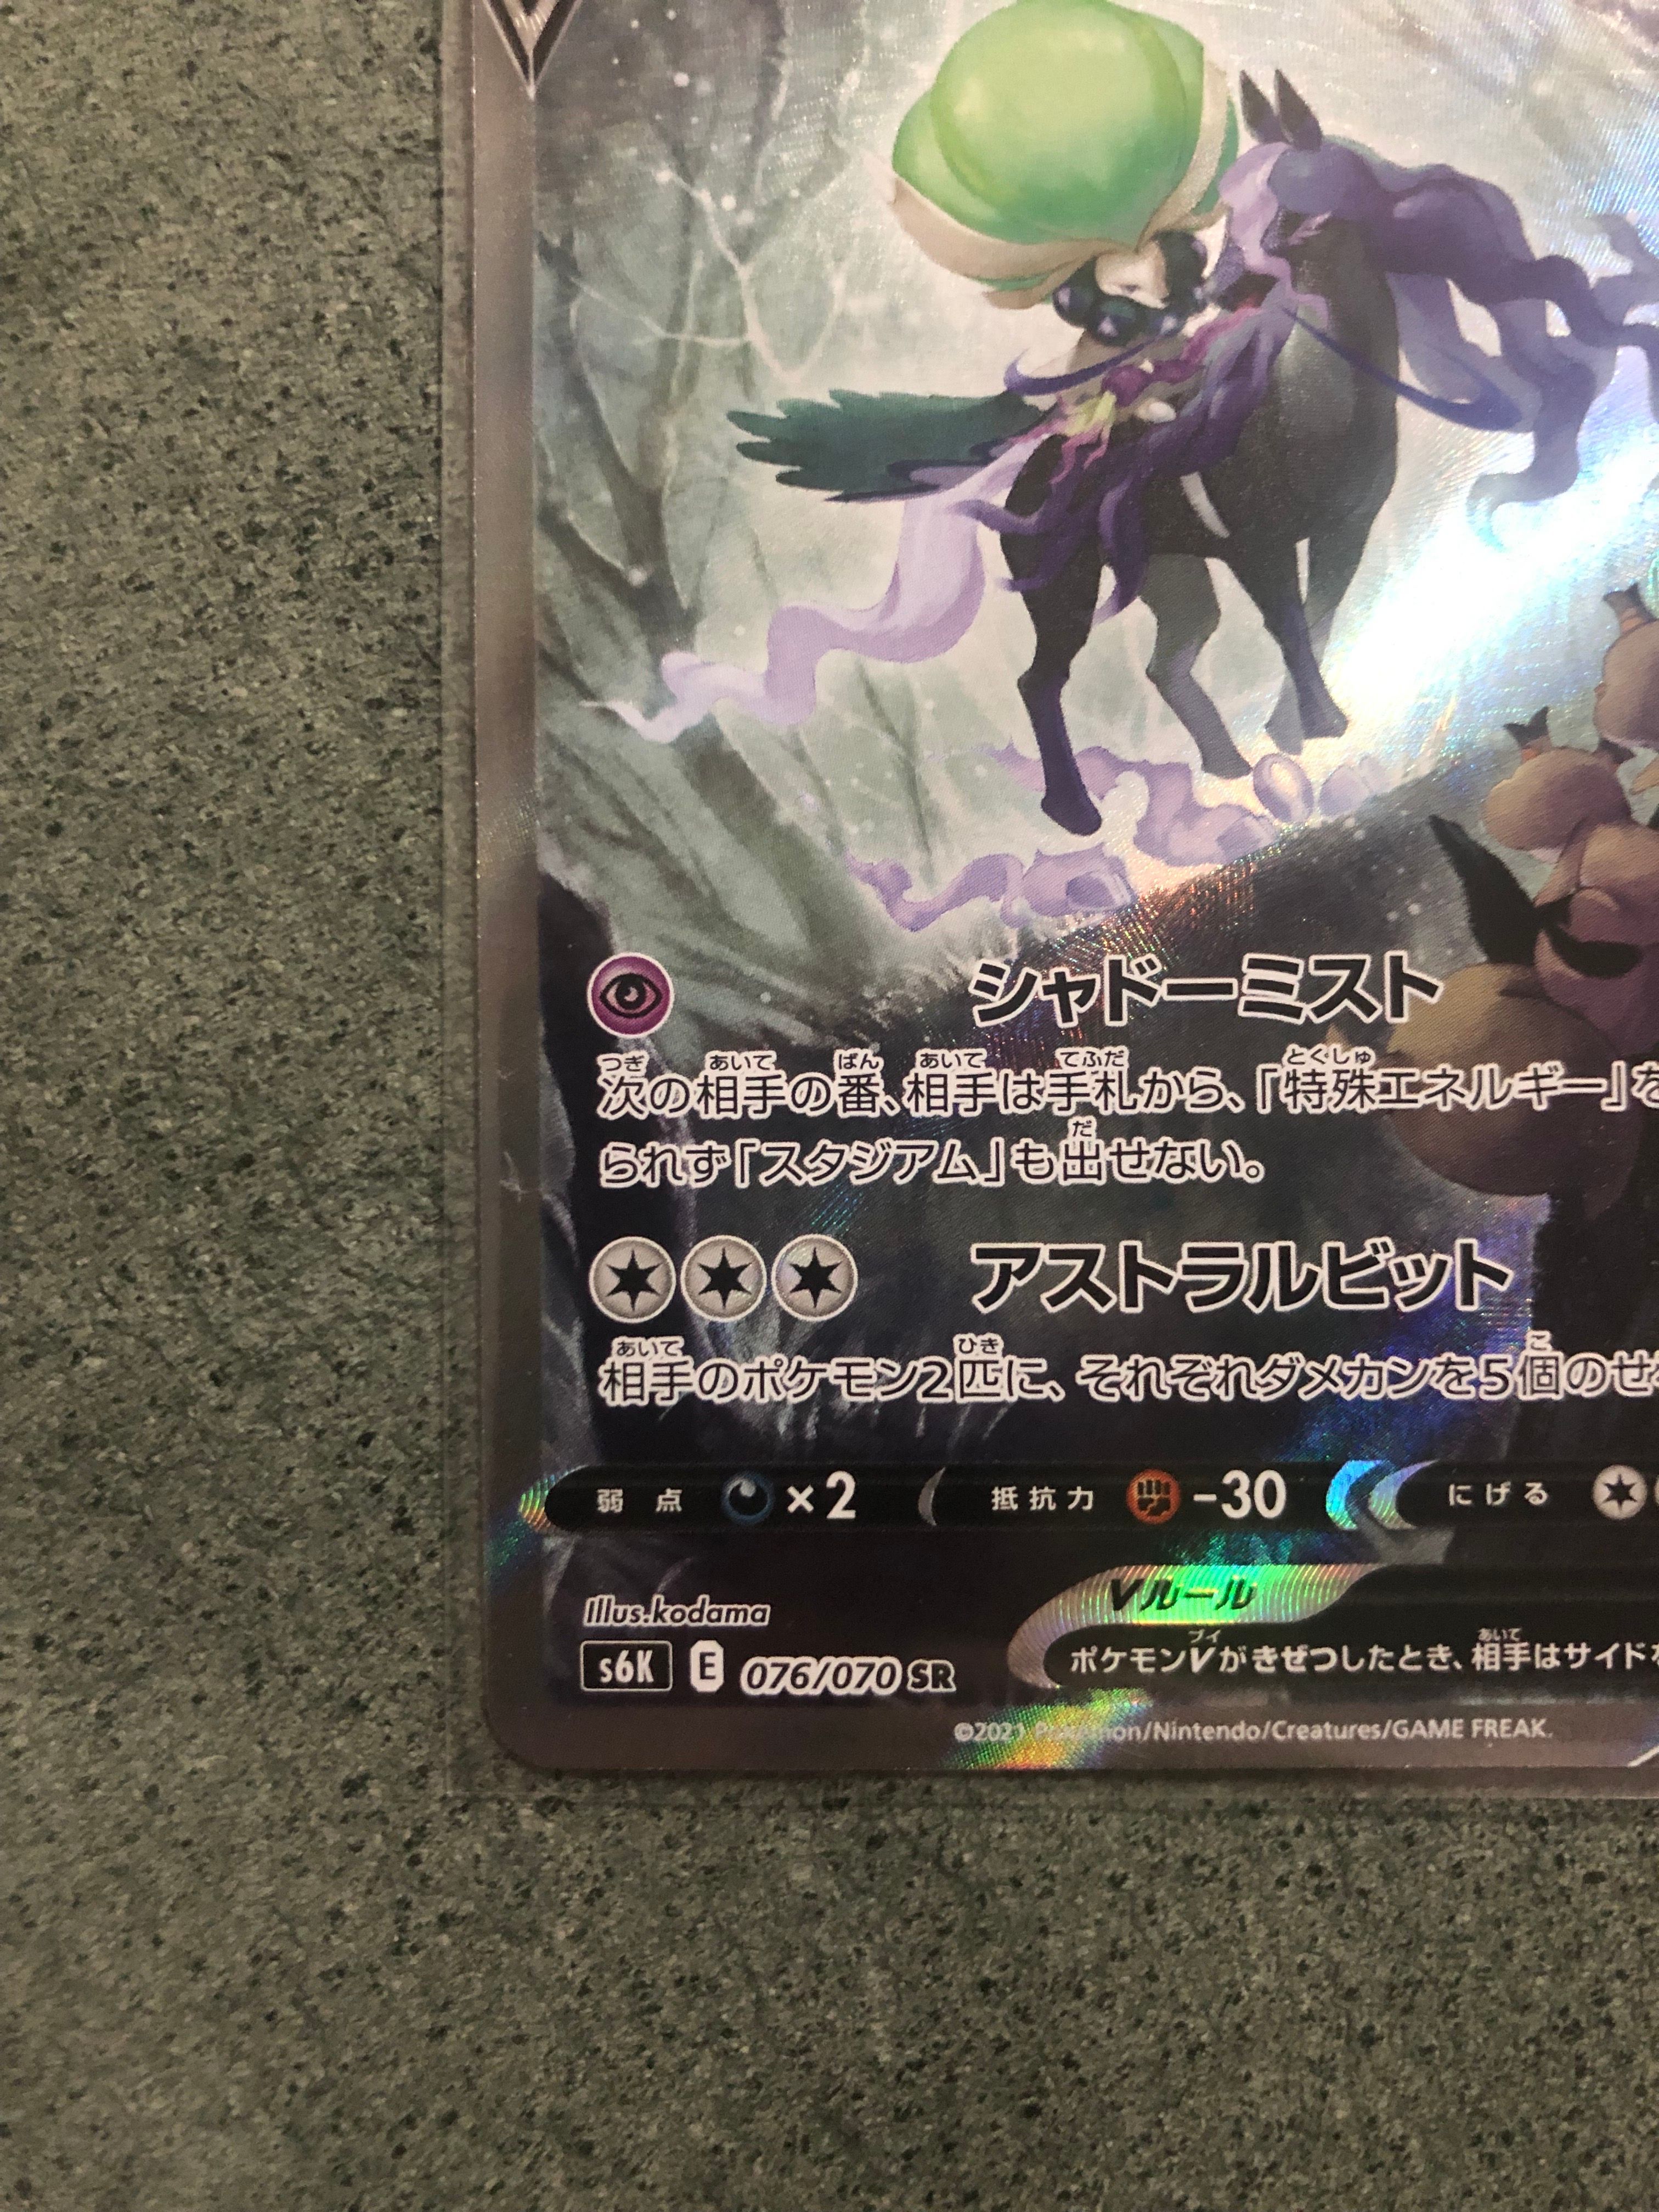 シャドーミスト
次の相手の番、相手は手札から、「特殊エネルギー」を
られず「スタジアム」も出せない。
アストラルビット
相手のポケモン2匹に、それぞれダメカンを5個のせ
弱点 ×2 抵抗力 -30 にげる
Illus.kodama
Vルール
s6K E 076/070 SR
ポケモンVがきぜつしたとき、相手はサイドを
©2021 Pokémon/Nintendo/Creatures/GAME FREAK.